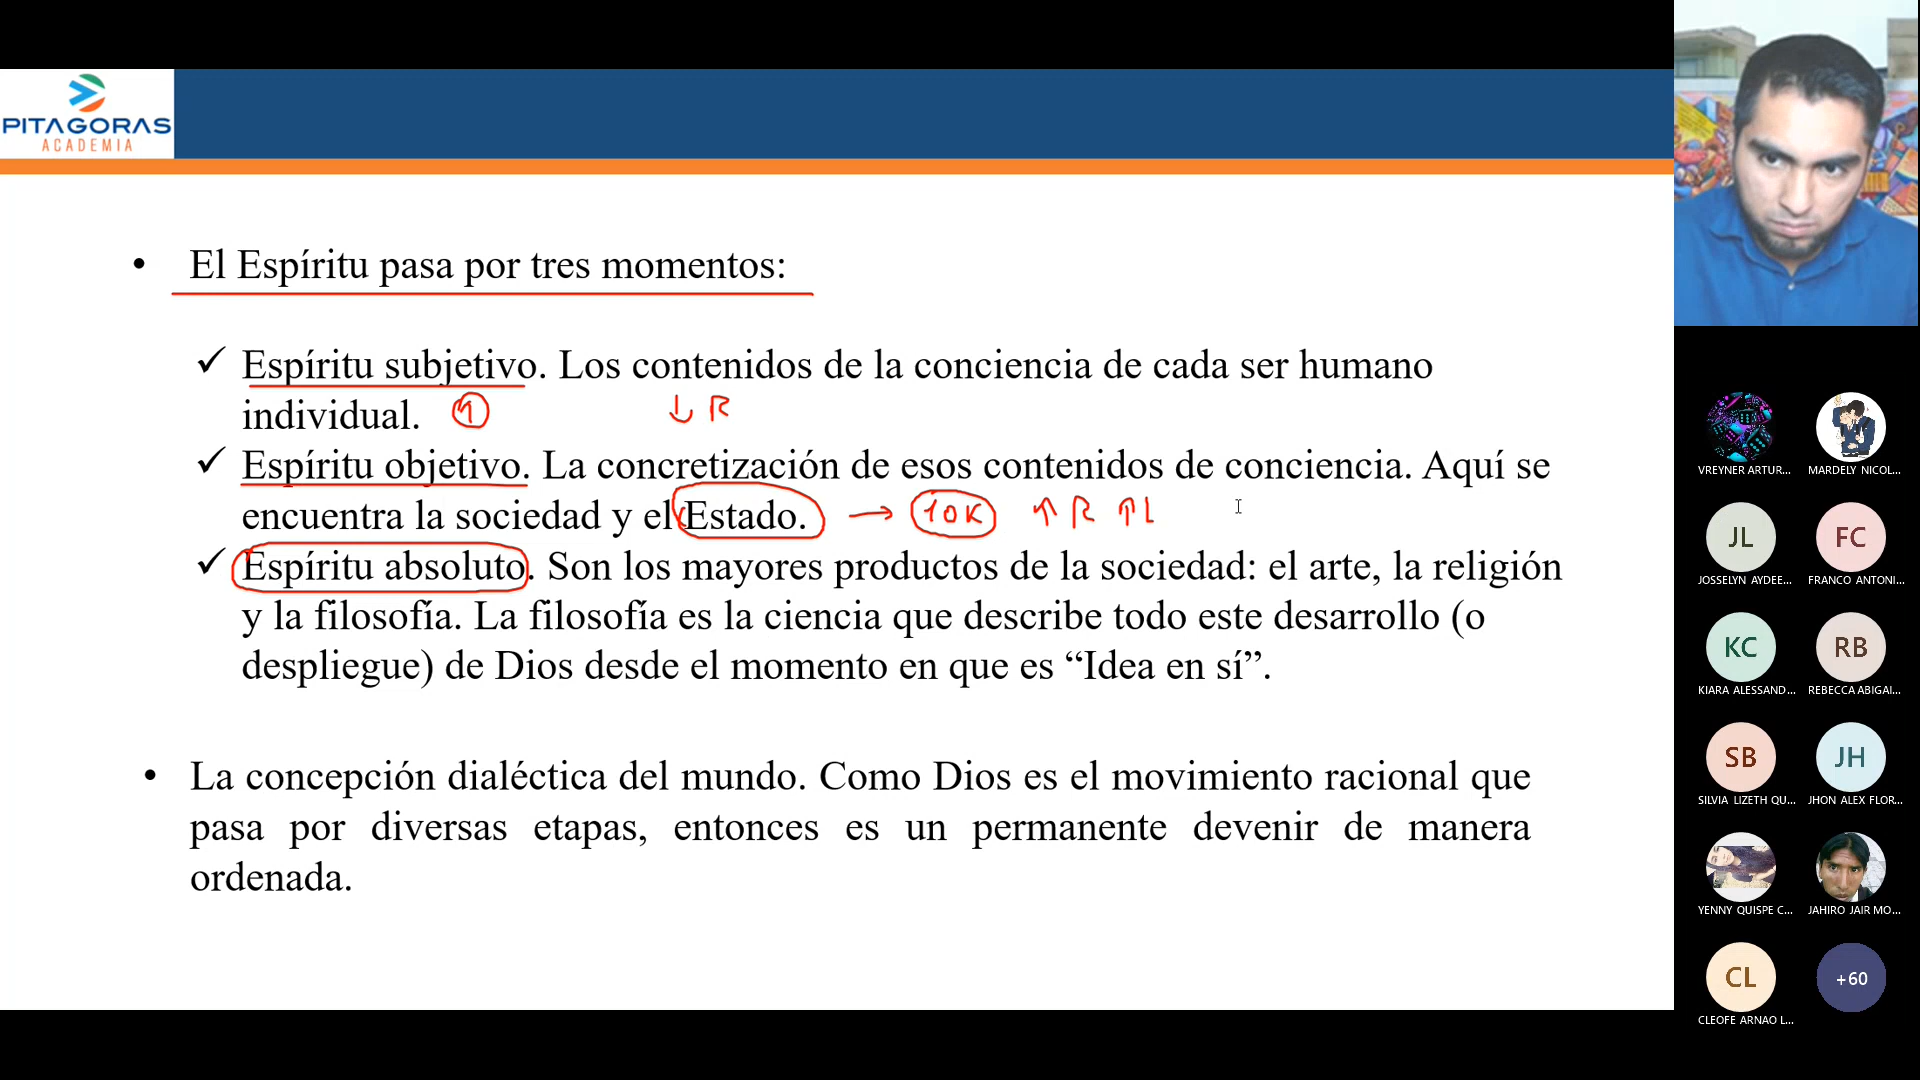 PITAGORAS
ACADEMIA
• El Espíritu pasa por tres momentos:
✓ Espíritu subjetivo. Los contenidos de la conciencia de cada ser humano
individual. 1 ↓ R
✓ Espíritu objetivo. La concretización de esos contenidos de conciencia. Aquí se
encuentra la sociedad y el Estado. → 10K ↑ R ↑ L
✓ Espíritu absoluto. Son los mayores productos de la sociedad: el arte, la religión
y la filosofía. La filosofía es la ciencia que describe todo este desarrollo (o
despliegue) de Dios desde el momento en que es “Idea en sí”.
• La concepción dialéctica del mundo. Como Dios es el movimiento racional que
pasa por diversas etapas, entonces es un permanente devenir de manera
ordenada.
VREYNER ARTUR...
MARDELY NICOL...
JL
FC
JOSSELYN AYDEE...
FRANCO ANTONI...
KC
RB
KIARA ALESSAND...
REBECCA ABIGAI...
SB
JH
SILVIA LIZETH QU...
JHON ALEX FLOR...
YENNY QUISPE C...
JAHIRO JAIR MO...
CL
+60
CLEOFE ARNAO L...